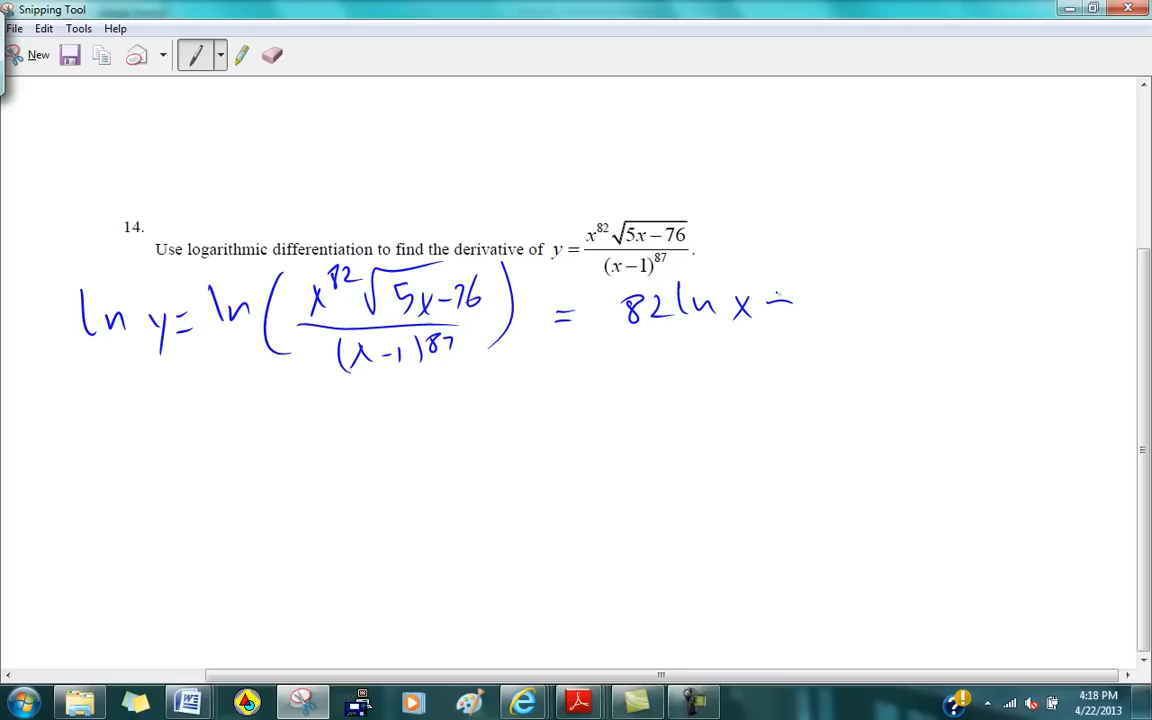 Snipping Tool
File Edit Tools Help
New
14.
Use logarithmic differentiation to find the derivative of y = x^82 √(5x − 76) / (x − 1)^87 .
ln y = ln ( x^82 √(5x-76) / (x-1)^87 ) = 82 ln x
4:18 PM
4/22/2013